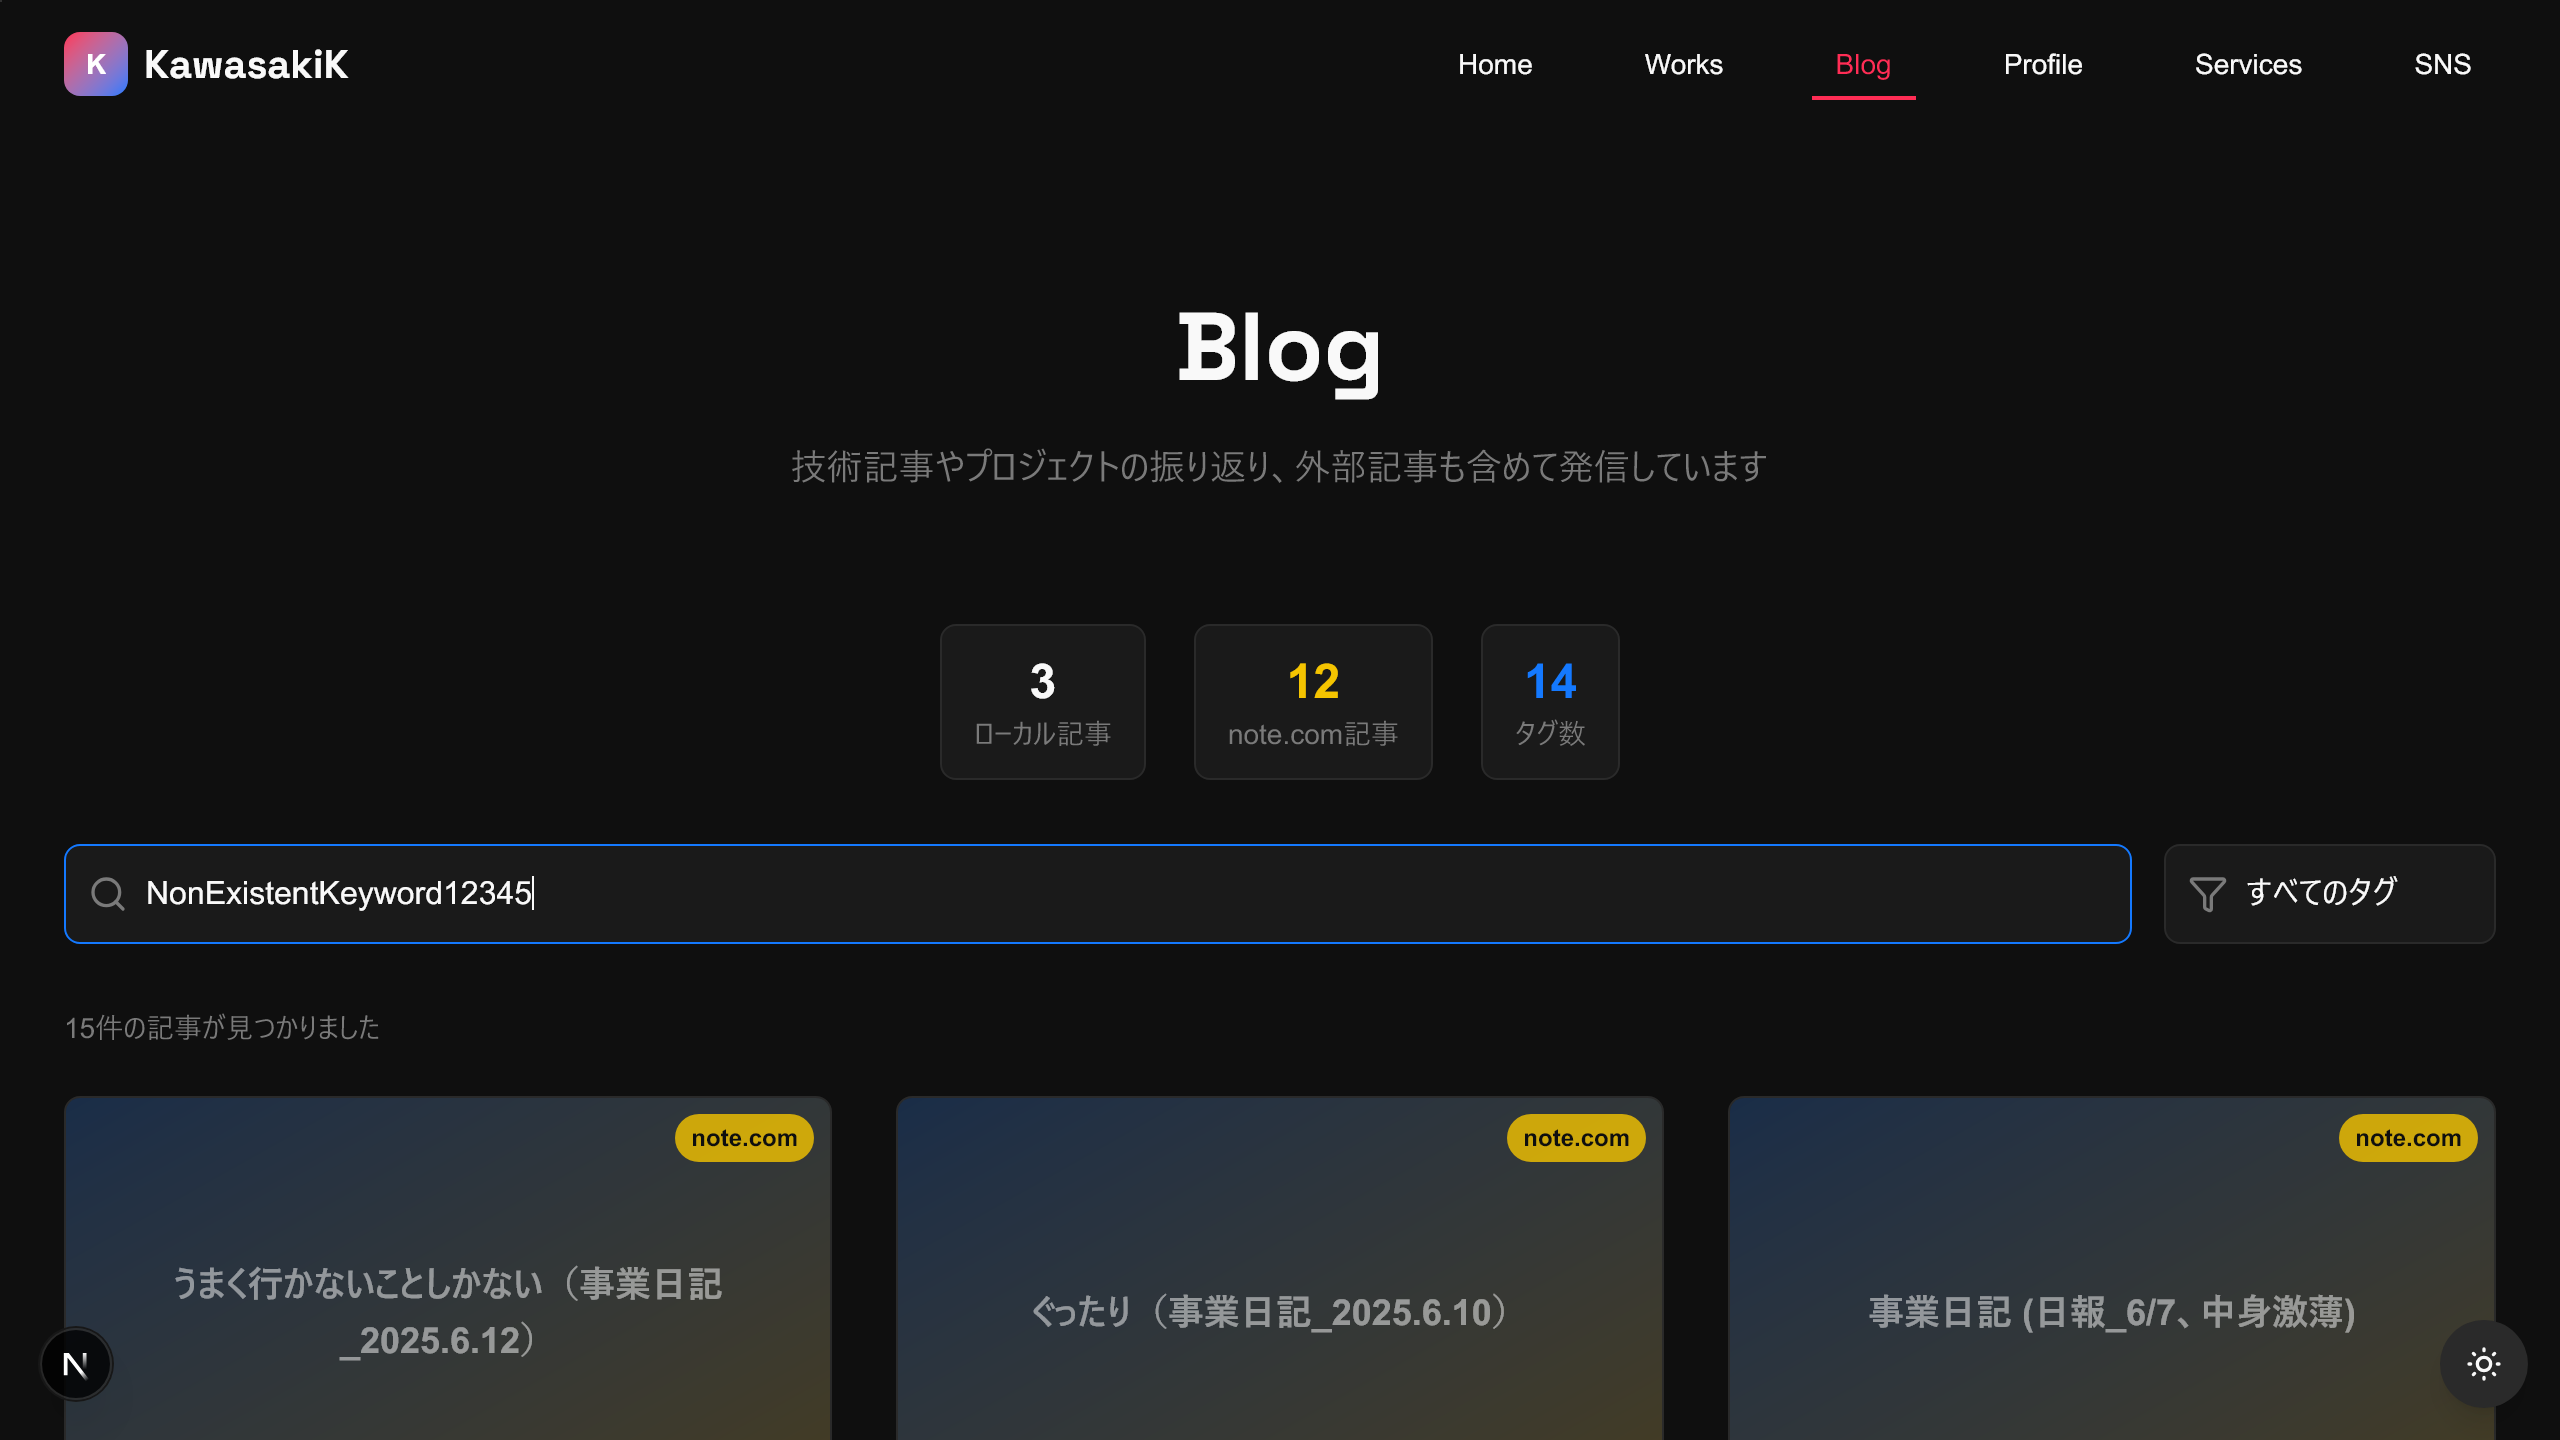 K
KawasakiK
Home
Works
Blog
Profile
Services
SNS
Blog
技術記事やプロジェクトの振り返り、外部記事も含めて発信しています
3
ローカル記事
12
note.com記事
14
タグ数
NonExistentKeyword12345
すべてのタグ
15件の記事が見つかりました
note.com
うまく行かないことしかない（事業日記
_2025.6.12）
note.com
ぐったり（事業日記_2025.6.10）
note.com
事業日記 (日報_6/7、中身激薄)
N